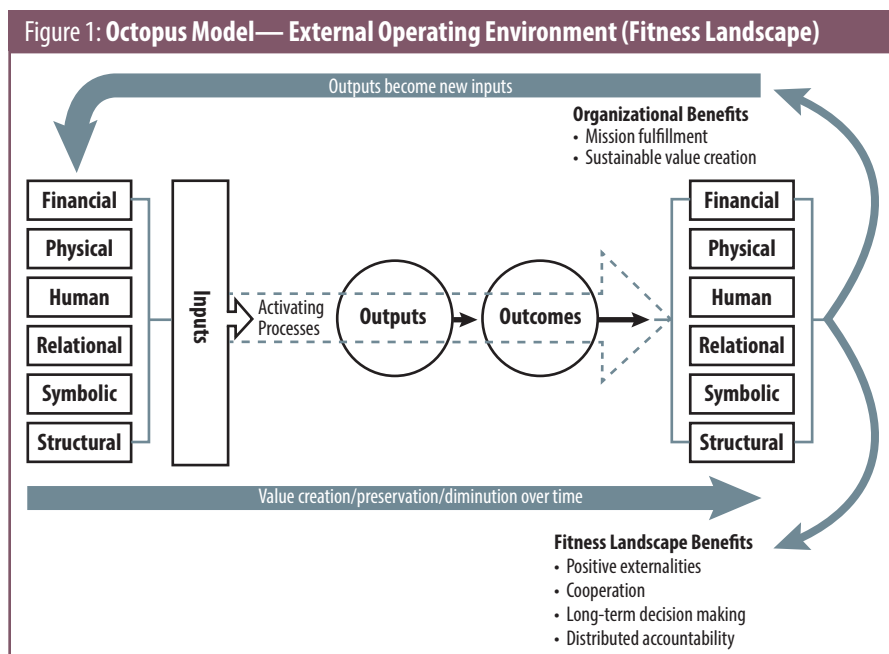 Figure 1: Octopus Model— External Operating Environment (Fitness Landscape)
Outputs become new inputs
Organizational Benefits
• Mission fulfillment
• Sustainable value creation
Financial
Physical
Human
Relational
Symbolic
Structural
Inputs
Activating
Processes
Outputs
Outcomes
Financial
Physical
Human
Relational
Symbolic
Structural
Value creation/preservation/diminution over time
Fitness Landscape Benefits
• Positive externalities
• Cooperation
• Long-term decision making
• Distributed accountability